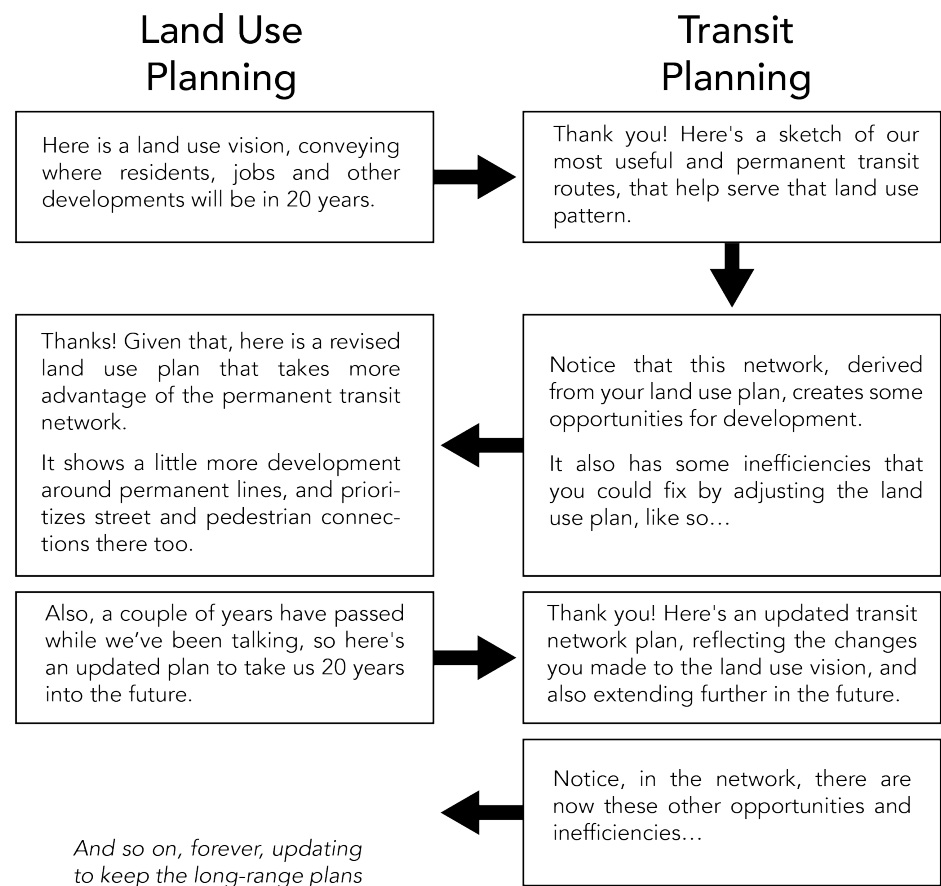 Land Use
Planning
Transit
Planning
Here is a land use vision, conveying
where residents, jobs and other
developments will be in 20 years.
Thank you! Here's a sketch of our
most useful and permanent transit
routes, that help serve that land use
pattern.
Notice that this network, derived
from your land use plan, creates some
opportunities for development.
It also has some inefficiencies that
you could fix by adjusting the land
use plan, like so…
Thanks! Given that, here is a revised
land use plan that takes more
advantage of the permanent transit
network.
It shows a little more development
around permanent lines, and priori-
tizes street and pedestrian connec-
tions there too.
Also, a couple of years have passed
while we’ve been talking, so here's
an updated plan to take us 20 years
into the future.
Thank you! Here's an updated transit
network plan, reflecting the changes
you made to the land use vision, and
also extending further in the future.
Notice, in the network, there are
now these other opportunities and
inefficiencies…
And so on, forever, updating
to keep the long-range plans